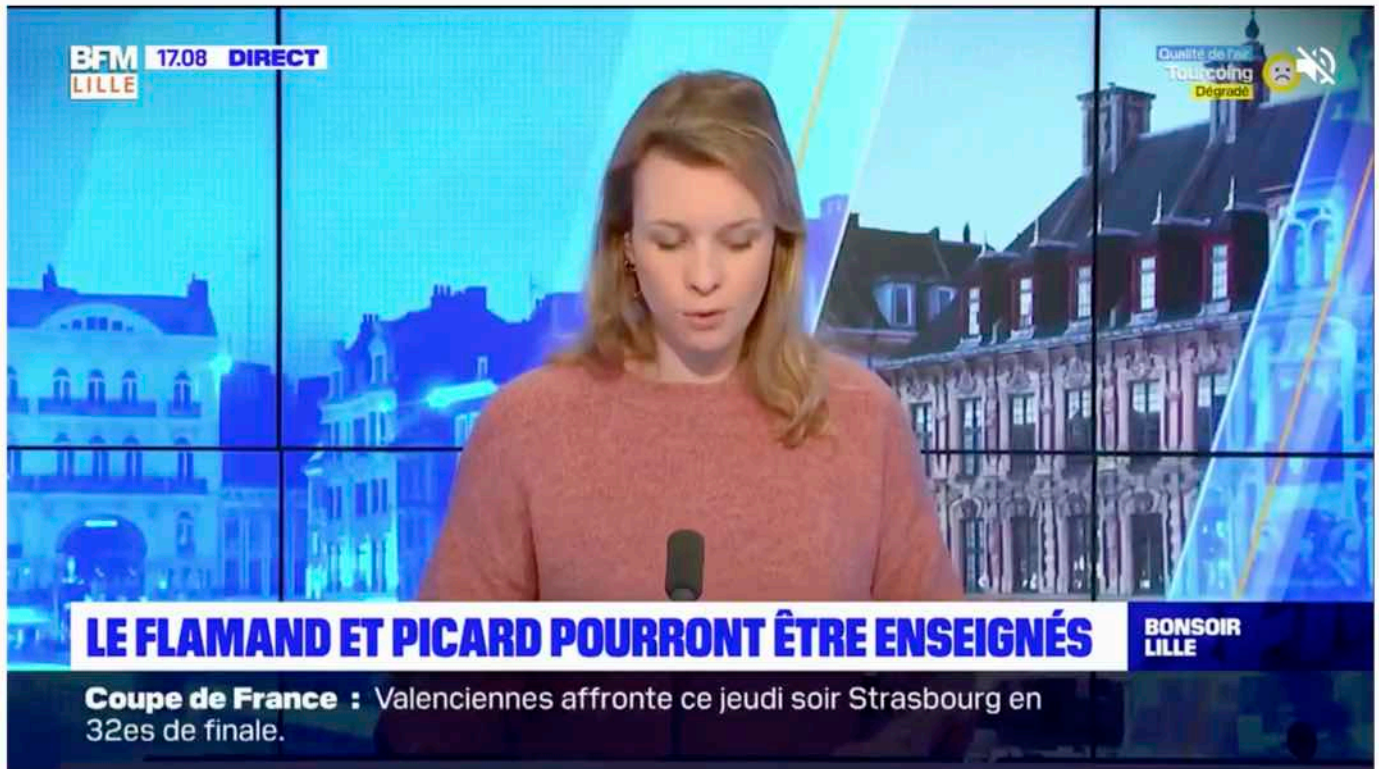 BFM 17.08 DIRECT
LILLE
Qualité de l'air
Tourcoing
Dégradé
LE FLAMAND ET PICARD POURRONT ÊTRE ENSEIGNÉS
BONSOIR
LILLE
Coupe de France : Valenciennes affronte ce jeudi soir Strasbourg en
32es de finale.